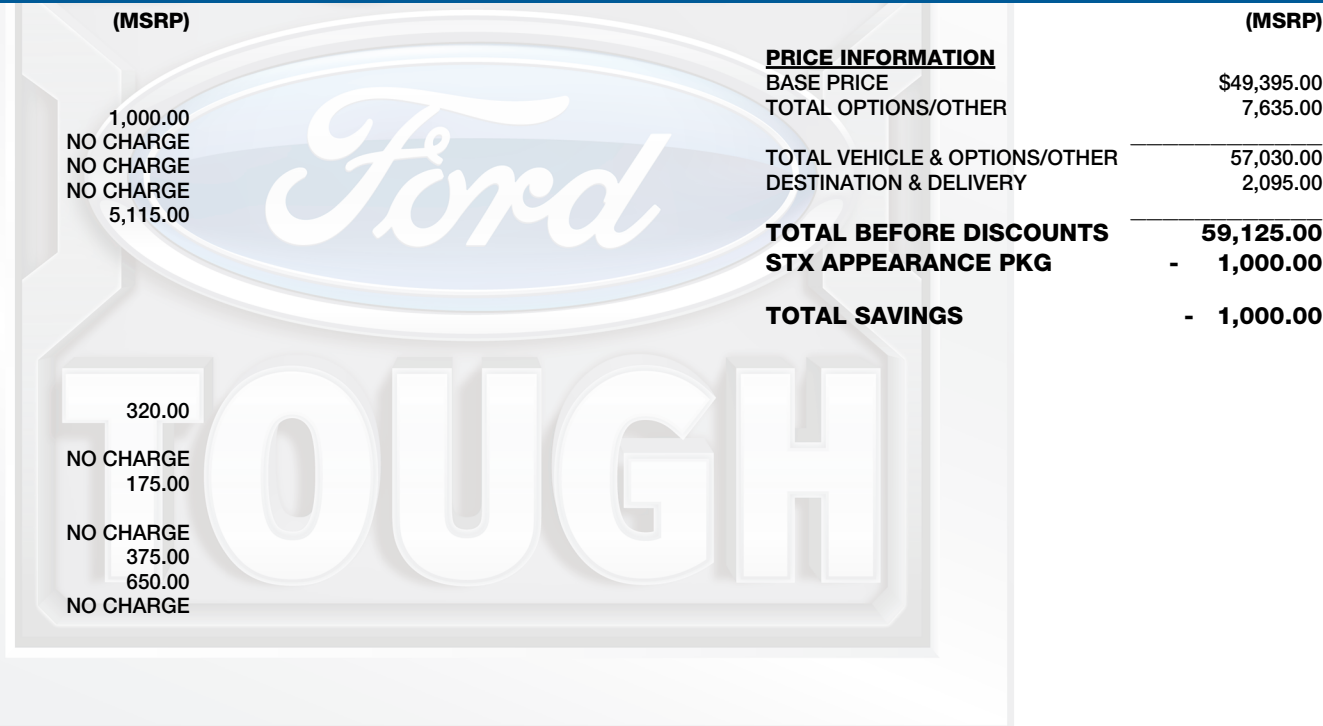 (MSRP)
1,000.00
NO CHARGE
NO CHARGE
NO CHARGE
5,115.00
320.00
NO CHARGE
175.00
NO CHARGE
375.00
650.00
NO CHARGE
(MSRP)
PRICE INFORMATION
BASE PRICE $49,395.00
TOTAL OPTIONS/OTHER 7,635.00
TOTAL VEHICLE & OPTIONS/OTHER 57,030.00
DESTINATION & DELIVERY 2,095.00
TOTAL BEFORE DISCOUNTS 59,125.00
STX APPEARANCE PKG - 1,000.00
TOTAL SAVINGS - 1,000.00
Ford
TOUGH